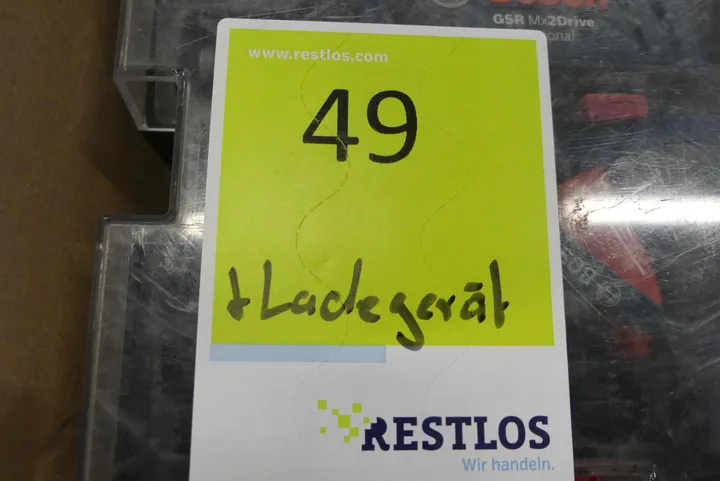 GSR Mx2Drive
www.restlos.com
49
+ Ladegerät
RESTLOS
Wir handeln.